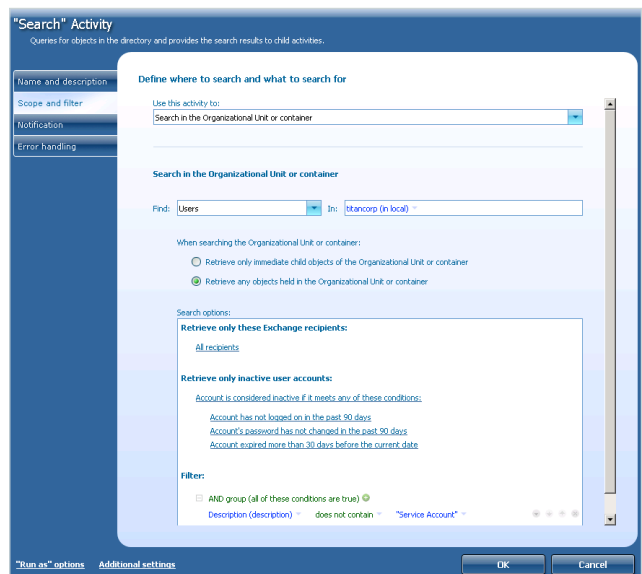 "Search" Activity
Queries for objects in the directory and provides the search results to child activities.
Name and description
Scope and filter
Notification
Error handling
Define where to search and what to search for
Use this activity to:
Search in the Organizational Unit or container
Search in the Organizational Unit or container
Find: Users In: titancorp (in local)
When searching the Organizational Unit or container:
Retrieve only immediate child objects of the Organizational Unit or container
Retrieve any objects held in the Organizational Unit or container
Search options:
Retrieve only these Exchange recipients:
All recipients
Retrieve only inactive user accounts:
Account is considered inactive if it meets any of these conditions:
Account has not logged on in the past 90 days
Account's password has not changed in the past 90 days
Account expired more than 30 days before the current date
Filter:
AND group (all of these conditions are true)
Description (description) does not contain "Service Account"
"Run as" options Additional settings OK Cancel